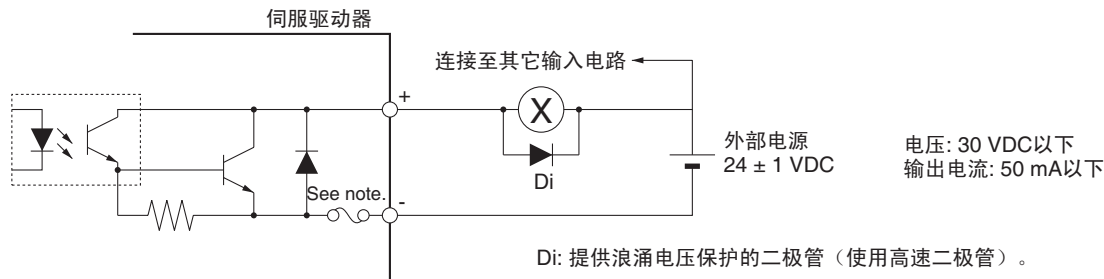 伺服驱动器
连接至其它输入电路
+
X
外部电源
24 ± 1 VDC
电压: 30 VDC以下
输出电流: 50 mA以下
Di
See note.
-
Di: 提供浪涌电压保护的二极管（使用高速二极管）。